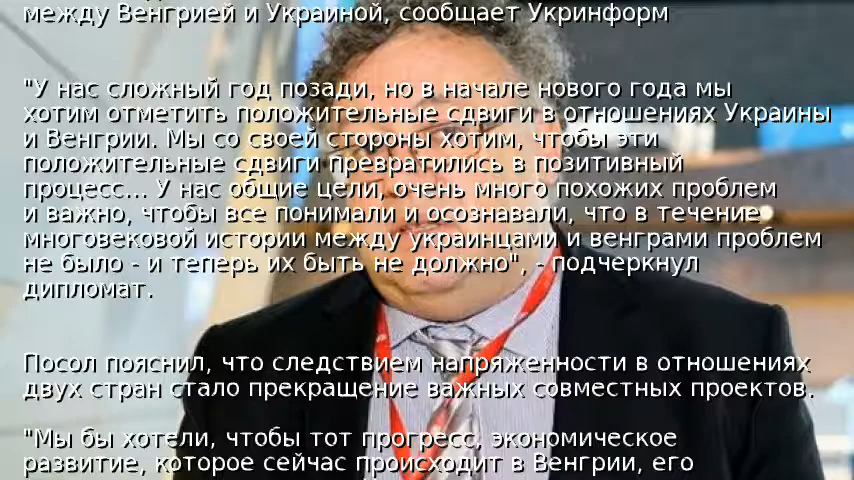 между Венгрией и Украиной, сообщает Укринформ
"У нас сложный год позади, но в начале нового года мы
хотим отметить положительные сдвиги в отношениях Украины
и Венгрии. Мы со своей стороны хотим, чтобы эти
положительные сдвиги превратились в позитивный
процесс... У нас общие цели, очень много похожих проблем
и важно, чтобы все понимали и осознавали, что в течение
многовековой истории между украинцами и венграми проблем
не было - и теперь их быть не должно", - подчеркнул
дипломат.
Посол пояснил, что следствием напряженности в отношениях
двух стран стало прекращение важных совместных проектов.
"Мы бы хотели, чтобы тот прогресс, экономическое
развитие, которое сейчас происходит в Венгрии, его